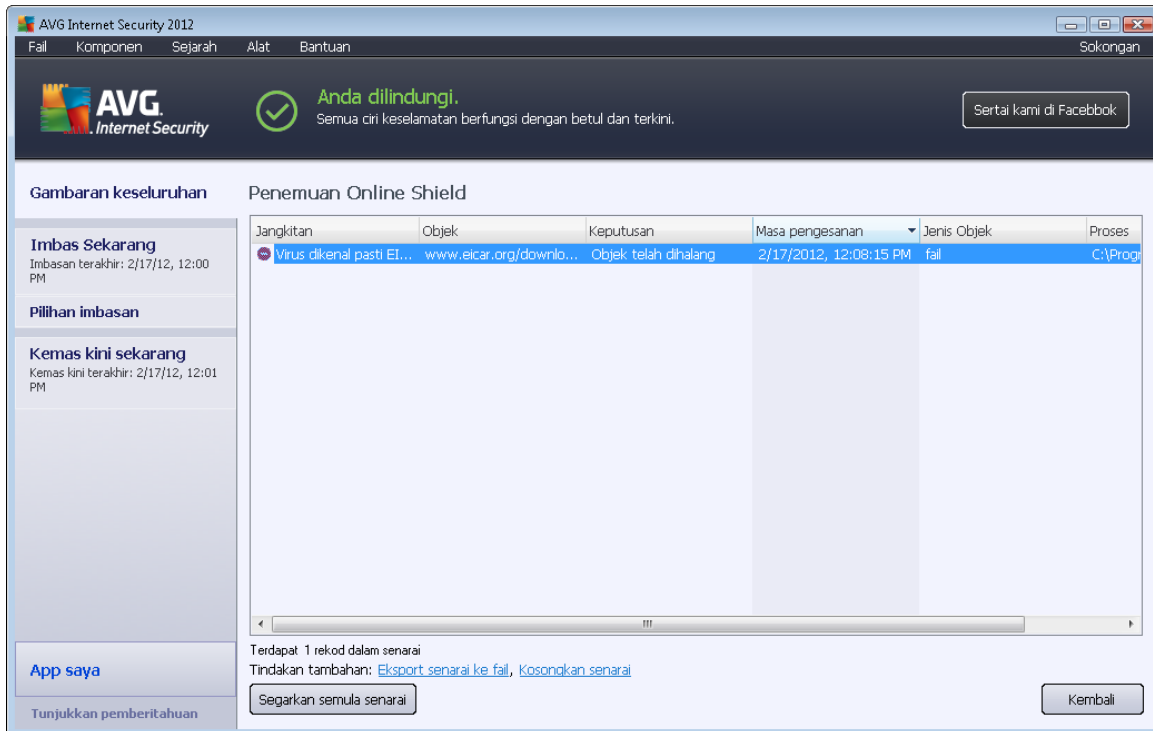 AVG Internet Security 2012
Fail Komponen Sejarah Alat Bantuan Sokongan
AVG.
Internet Security
Anda dilindungi.
Semua ciri keselamatan berfungsi dengan betul dan terkini.
Sertai kami di Facebbok
Gambaran keseluruhan
Imbas Sekarang
Imbasan terakhir: 2/17/12, 12:00
PM
Pilihan imbasan
Kemas kini sekarang
Kemas kini terakhir: 2/17/12, 12:01
PM
App saya
Tunjukkan pemberitahuan
Penemuan Online Shield
Jangkitan Objek Keputusan Masa pengesanan Jenis Objek Proses
Virus dikenal pasti EI... www.eicar.org/downlo... Objek telah dihalang 2/17/2012, 12:08:15 PM fail C:\Progr
Terdapat 1 rekod dalam senarai
Tindakan tambahan: Eksport senarai ke fail, Kosongkan senarai
Segarkan semula senarai
Kembali